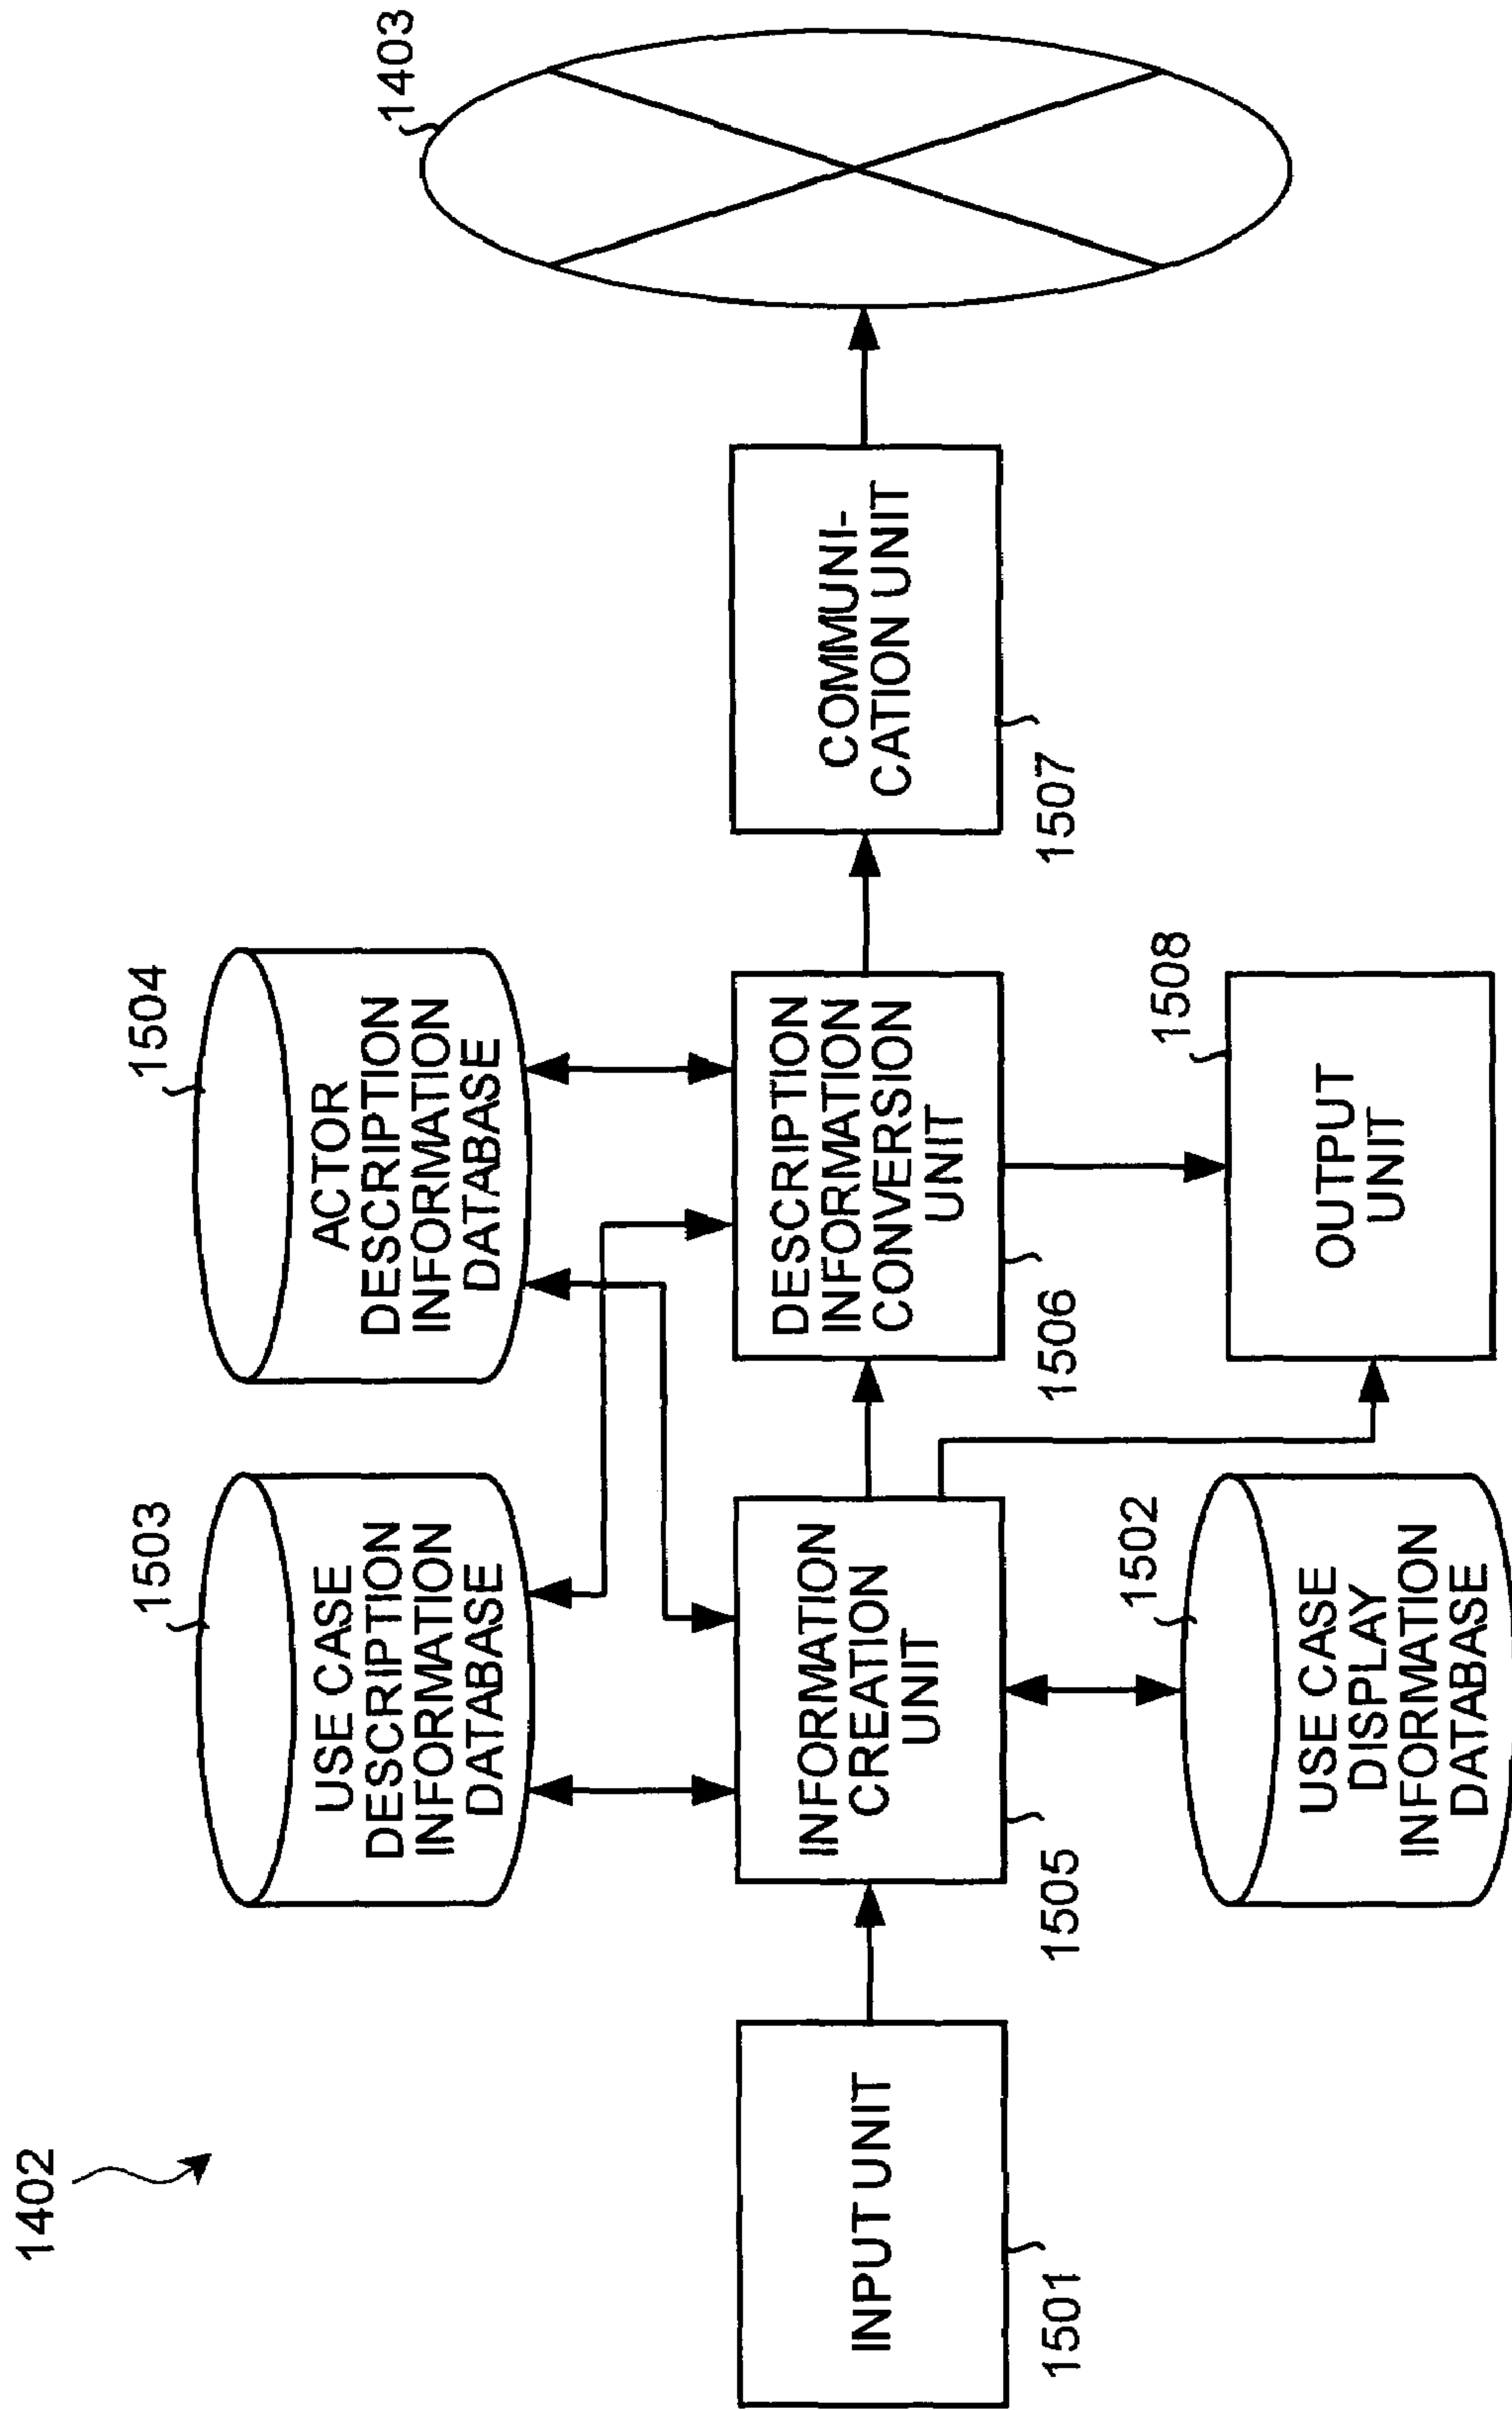 1402
1403
1503
USE CASE
DESCRIPTION
INFORMATION
DATABASE
1504
ACTOR
DESCRIPTION
INFORMATION
DATABASE
INPUT UNIT
1501
INFORMATION
CREATION
UNIT
1505
DESCRIPTION
INFORMATION
CONVERSION
UNIT
1506
COMMUNI-
CATION UNIT
1507
1502
USE CASE
DISPLAY
INFORMATION
DATABASE
1508
OUTPUT
UNIT